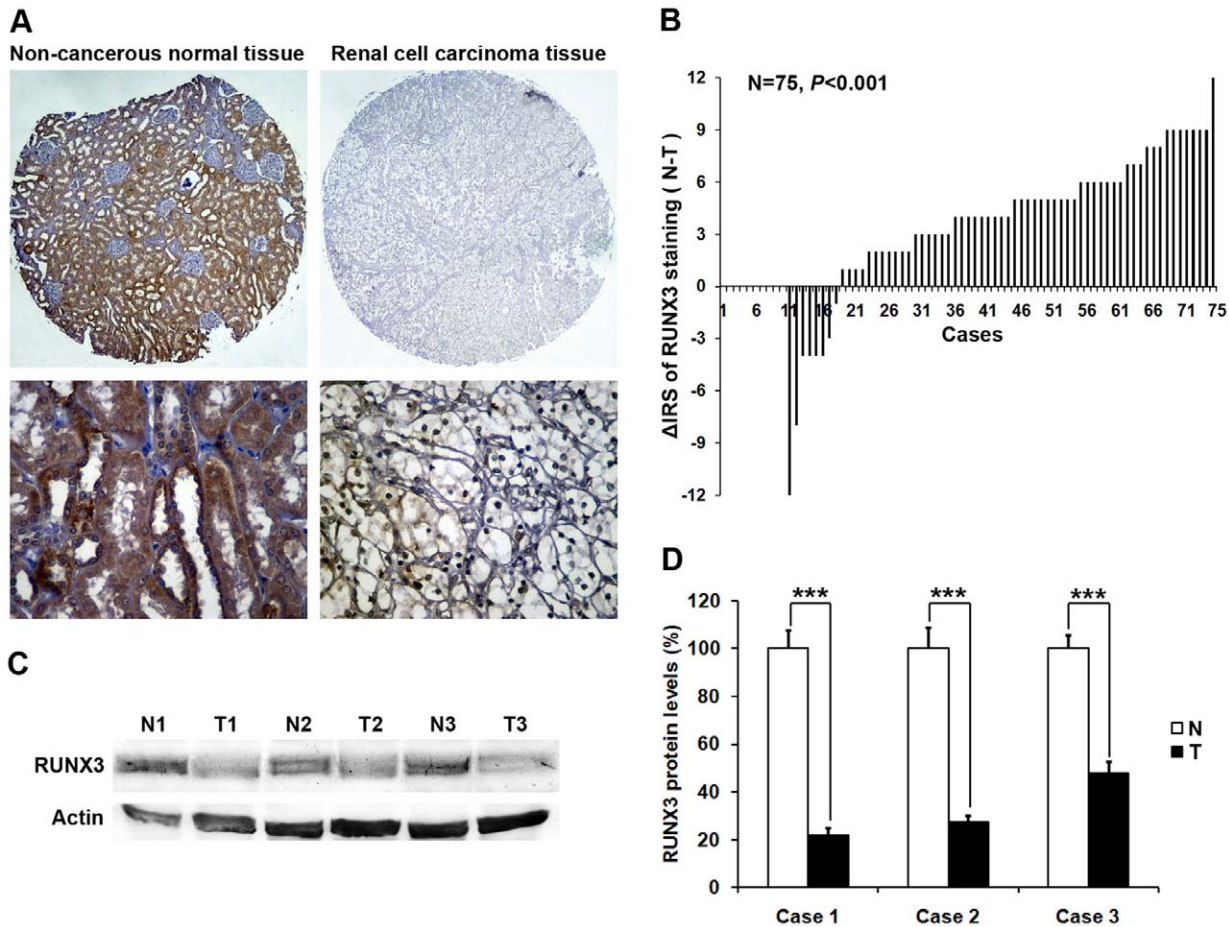 A
Non-cancerous normal tissue
Renal cell carcinoma tissue
B
N=75, P<0.001
ΔIRS of RUNX3 staining ( N-T )
12
9
6
3
0
-3
-6
-9
-12
1 6 11 16 21 26 31 36 41 46 51 56 61 66 71 75
Cases
C
N1 T1 N2 T2 N3 T3
RUNX3
Actin
D
RUNX3 protein levels (%)
120
100
80
60
40
20
0
*** *** ***
N
T
Case 1 Case 2 Case 3